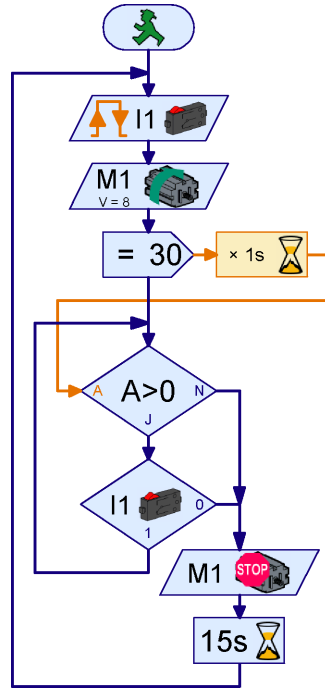 I1
M1
V = 8
= 30
× 1s
A
A>0
N
J
I1
0
1
M1
STOP
15s